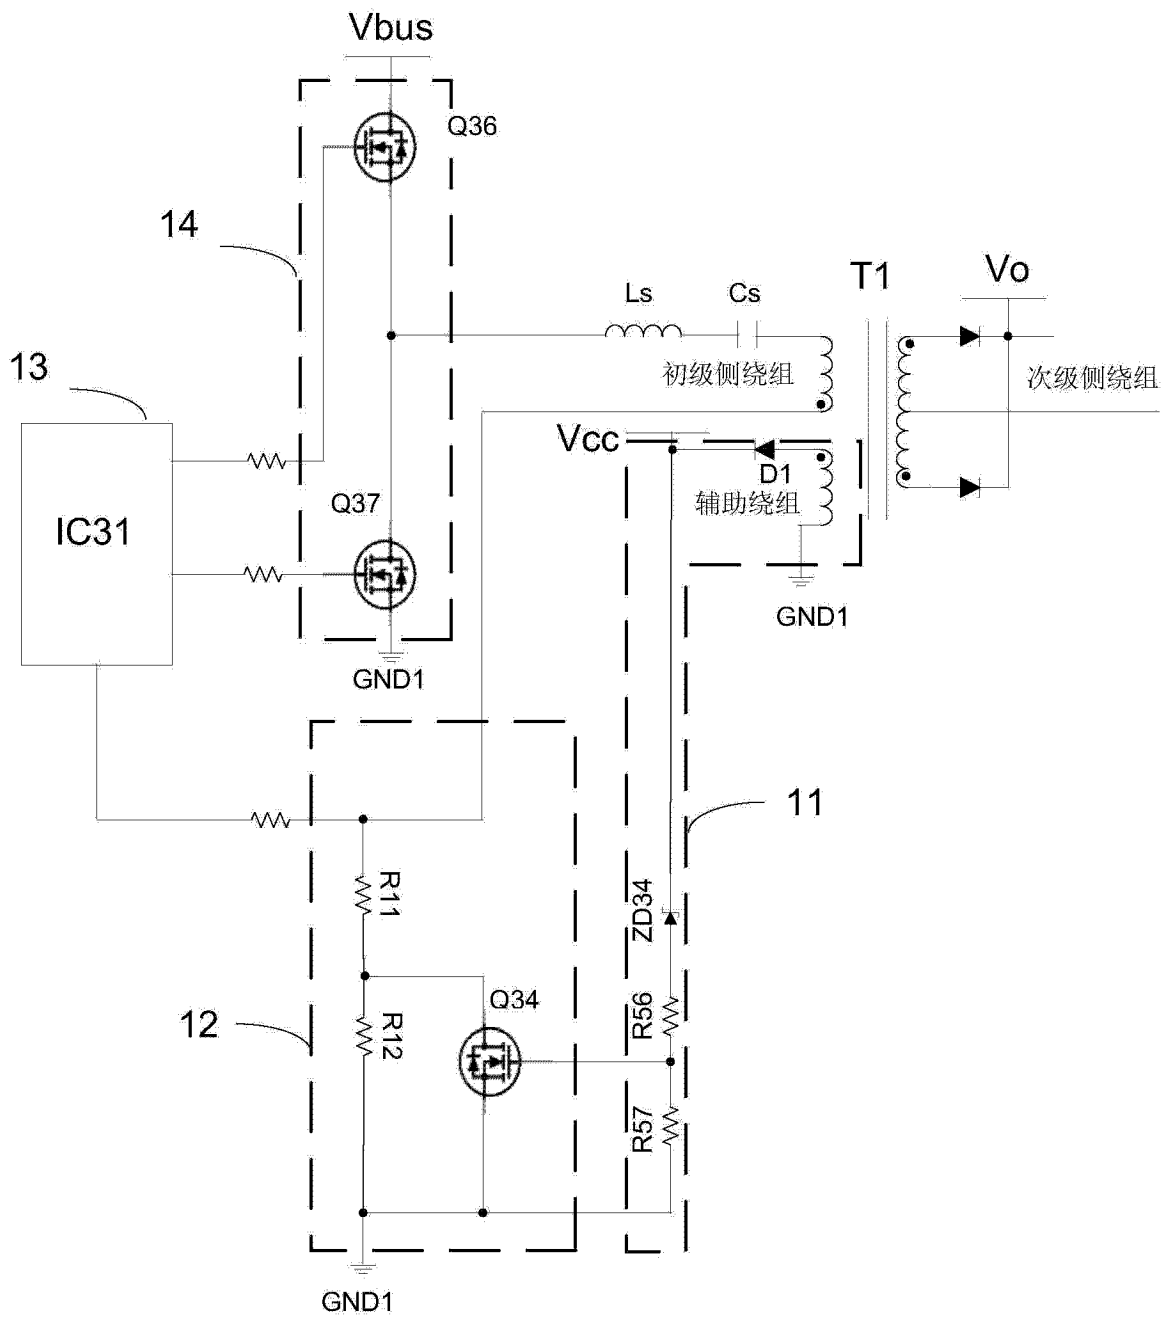 Vbus
Q36
14
T1
Vo
Ls
Cs
13
初级侧绕组
次级侧绕组
Vcc
D1
Q37
辅助绕组
IC31
GND1
GND1
11
R11
ZD34
Q34
R56
12
R12
R57
GND1